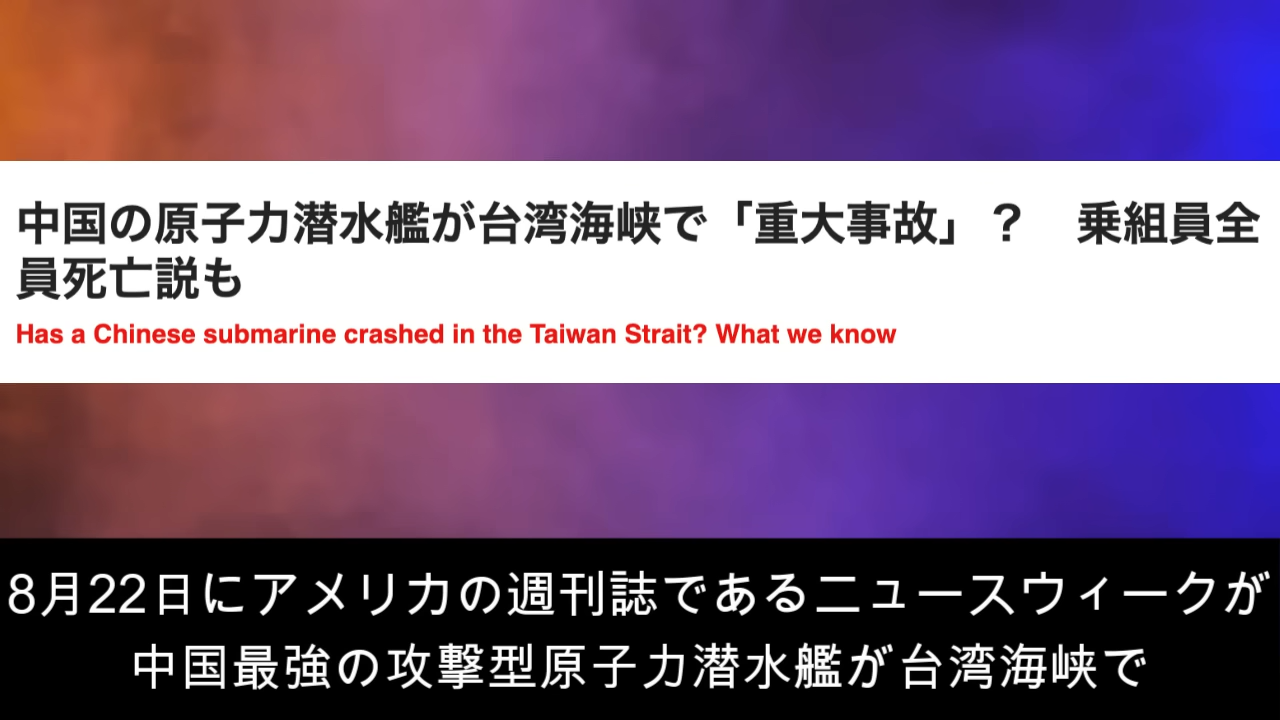 中国の原子力潜水艦が台湾海峡で「重大事故」？　乗組員全
員死亡説も
Has a Chinese submarine crashed in the Taiwan Strait? What we know
8月22日にアメリカの週刊誌であるニュースウィークが
中国最強の攻撃型原子力潜水艦が台湾海峡で